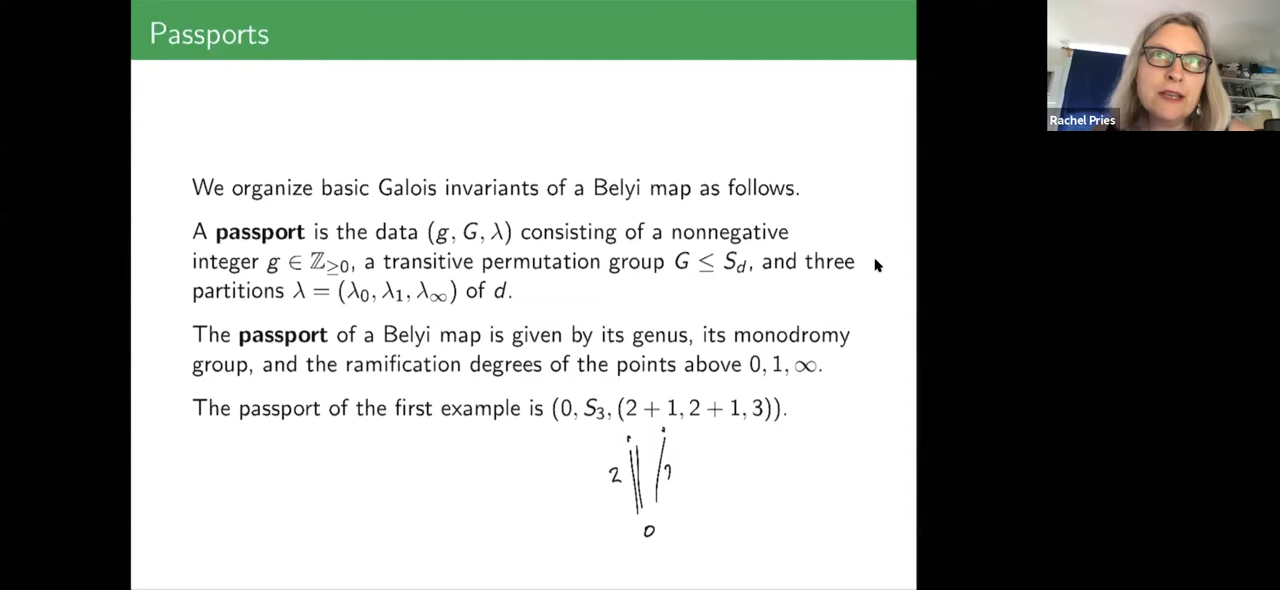 Passports
Rachel Pries
We organize basic Galois invariants of a Belyi map as follows.
A passport is the data (g, G, λ) consisting of a nonnegative
integer g ∈ ℤ≥0, a transitive permutation group G ≤ S_d, and three
partitions λ = (λ₀, λ₁, λ∞) of d.
The passport of a Belyi map is given by its genus, its monodromy
group, and the ramification degrees of the points above 0, 1, ∞.
The passport of the first example is (0, S₃, (2 + 1, 2 + 1, 3)).
2
0